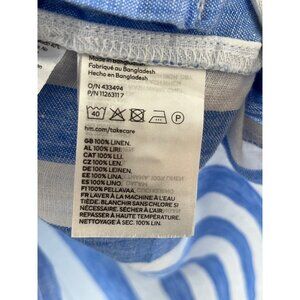 Made in Bangladesh
Fabriqué au Bangladesh
Hecho en Bangladesh
O/N 433494
P/N 11263117
40
P
hm.com/takecare
GB 100% LINEN.
AL 100% LIRI.
CAT 100% LLI.
CZ 100% LEN.
DE 100% LEINEN.
EE 100% LINA.
ES 100% LINO.
FI 100% PELLAVAA.
FR LAVER À LA MACHINE À L'EAU
TIÈDE. BLANCHIR SANS CHLORE SI
NÉCESSAIRE. SÉCHER À L'AIR.
REPASSER À HAUTE TEMPÉRATURE.
NETTOYAGE À SEC. 100% LIN.